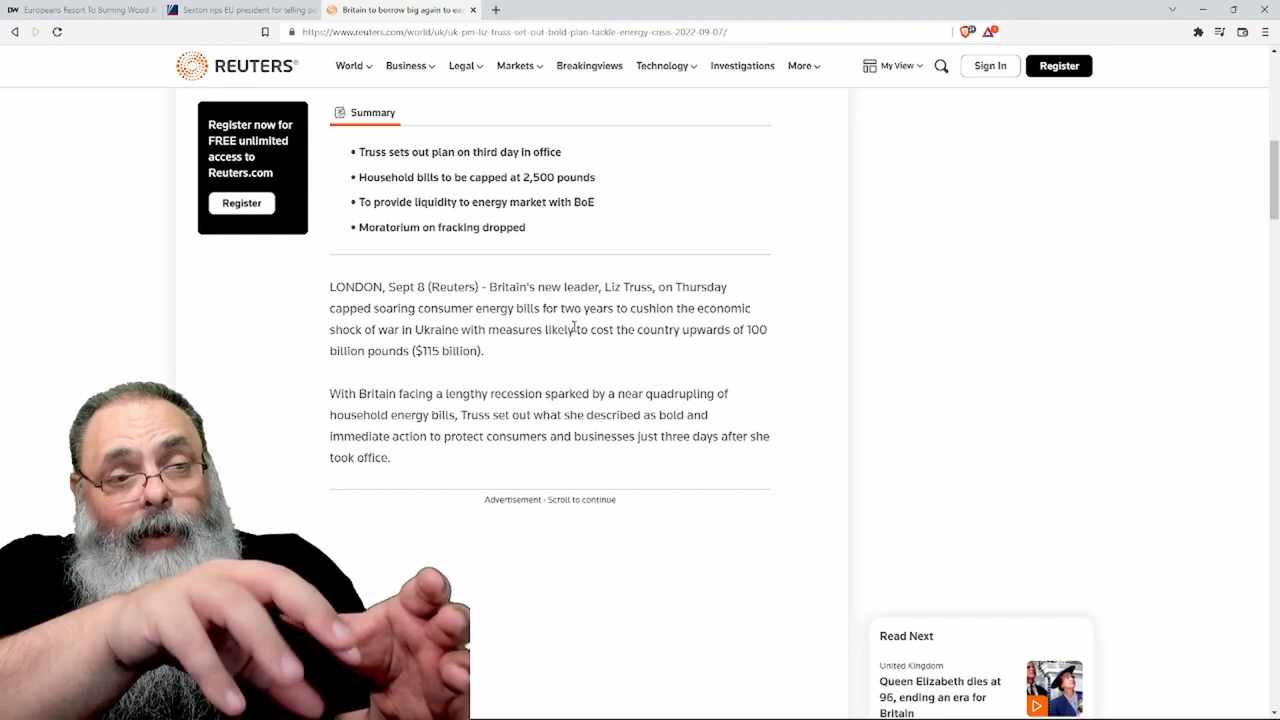 DW Europeans Resort To Burning Wood A
Sexton rips EU president for telling pe
Britain to borrow big again to eas
https://www.reuters.com/world/uk/uk-pm-liz-truss-set-out-bold-plan-tackle-energy-crisis-2022-09-07/
REUTERS®
World Business Legal Markets Breakingviews Technology Investigations More
My View Sign In Register
Register now for
FREE unlimited
access to
Reuters.com
Register
Summary
• Truss sets out plan on third day in office
• Household bills to be capped at 2,500 pounds
• To provide liquidity to energy market with BoE
• Moratorium on fracking dropped
LONDON, Sept 8 (Reuters) - Britain's new leader, Liz Truss, on Thursday
capped soaring consumer energy bills for two years to cushion the economic
shock of war in Ukraine with measures likely to cost the country upwards of 100
billion pounds ($115 billion).
With Britain facing a lengthy recession sparked by a near quadrupling of
household energy bills, Truss set out what she described as bold and
immediate action to protect consumers and businesses just three days after she
took office.
Advertisement · Scroll to continue
Read Next
United Kingdom
Queen Elizabeth dies at
96, ending an era for
Britain